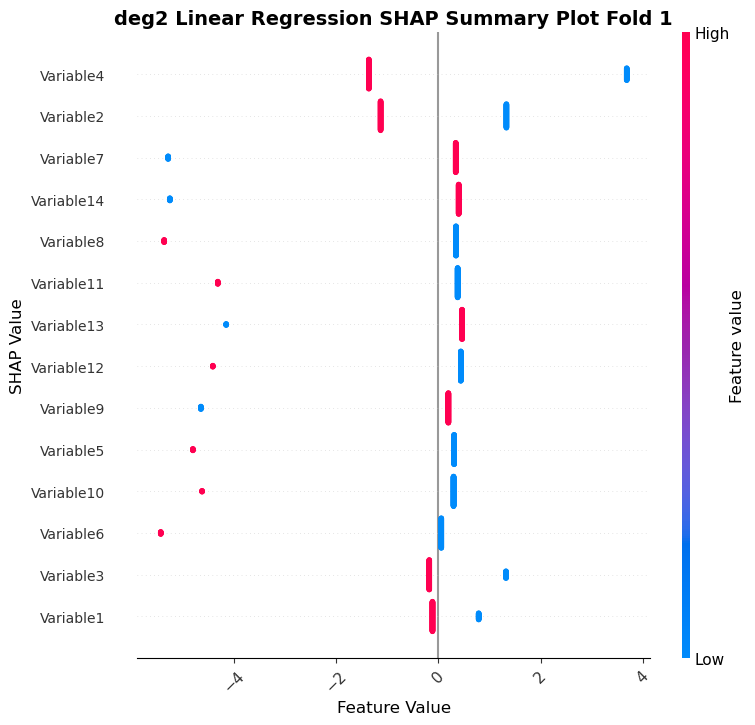 deg2 Linear Regression SHAP Summary Plot Fold 1
High
Variable4
Variable2
Variable7
Variable14
Variable8
Variable11
Variable13
Variable12
Variable9
Variable5
Variable10
Variable6
Variable3
Variable1
SHAP Value
Feature value
Low
−4
−2
0
2
4
Feature Value